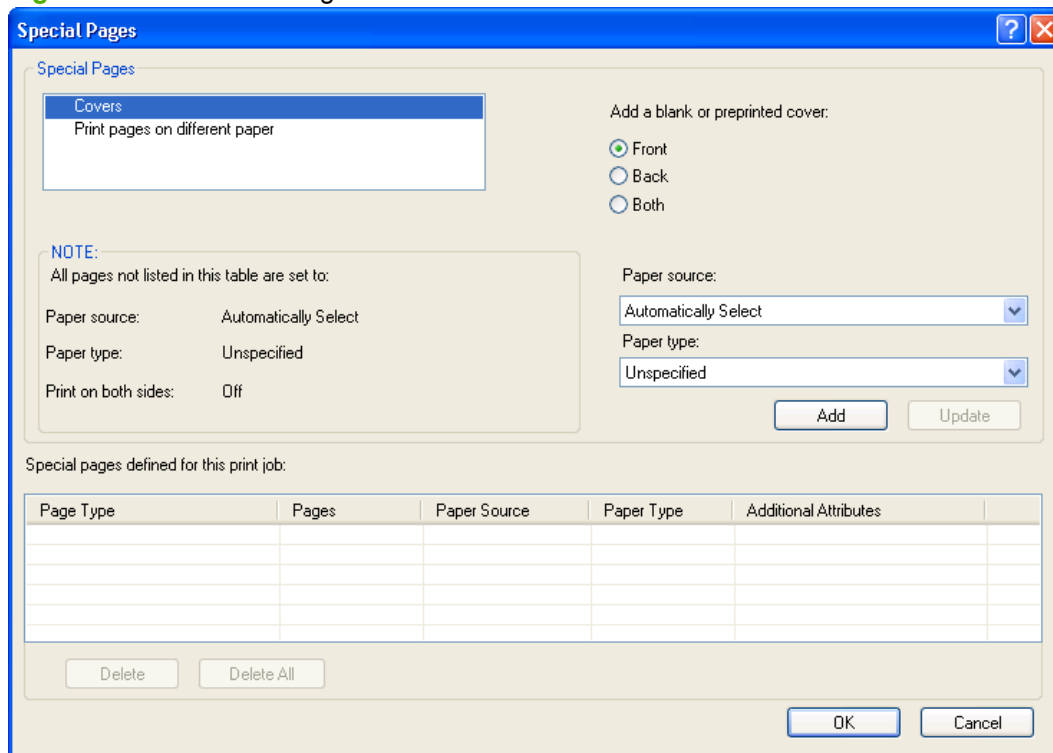 Special Pages
Special Pages
Covers
Print pages on different paper
Add a blank or preprinted cover:
Front
Back
Both
NOTE:
All pages not listed in this table are set to:
Paper source: Automatically Select
Paper type: Unspecified
Print on both sides: Off
Paper source:
Automatically Select
Paper type:
Unspecified
Add Update
Special pages defined for this print job:
Page Type Pages Paper Source Paper Type Additional Attributes
Delete Delete All
OK Cancel